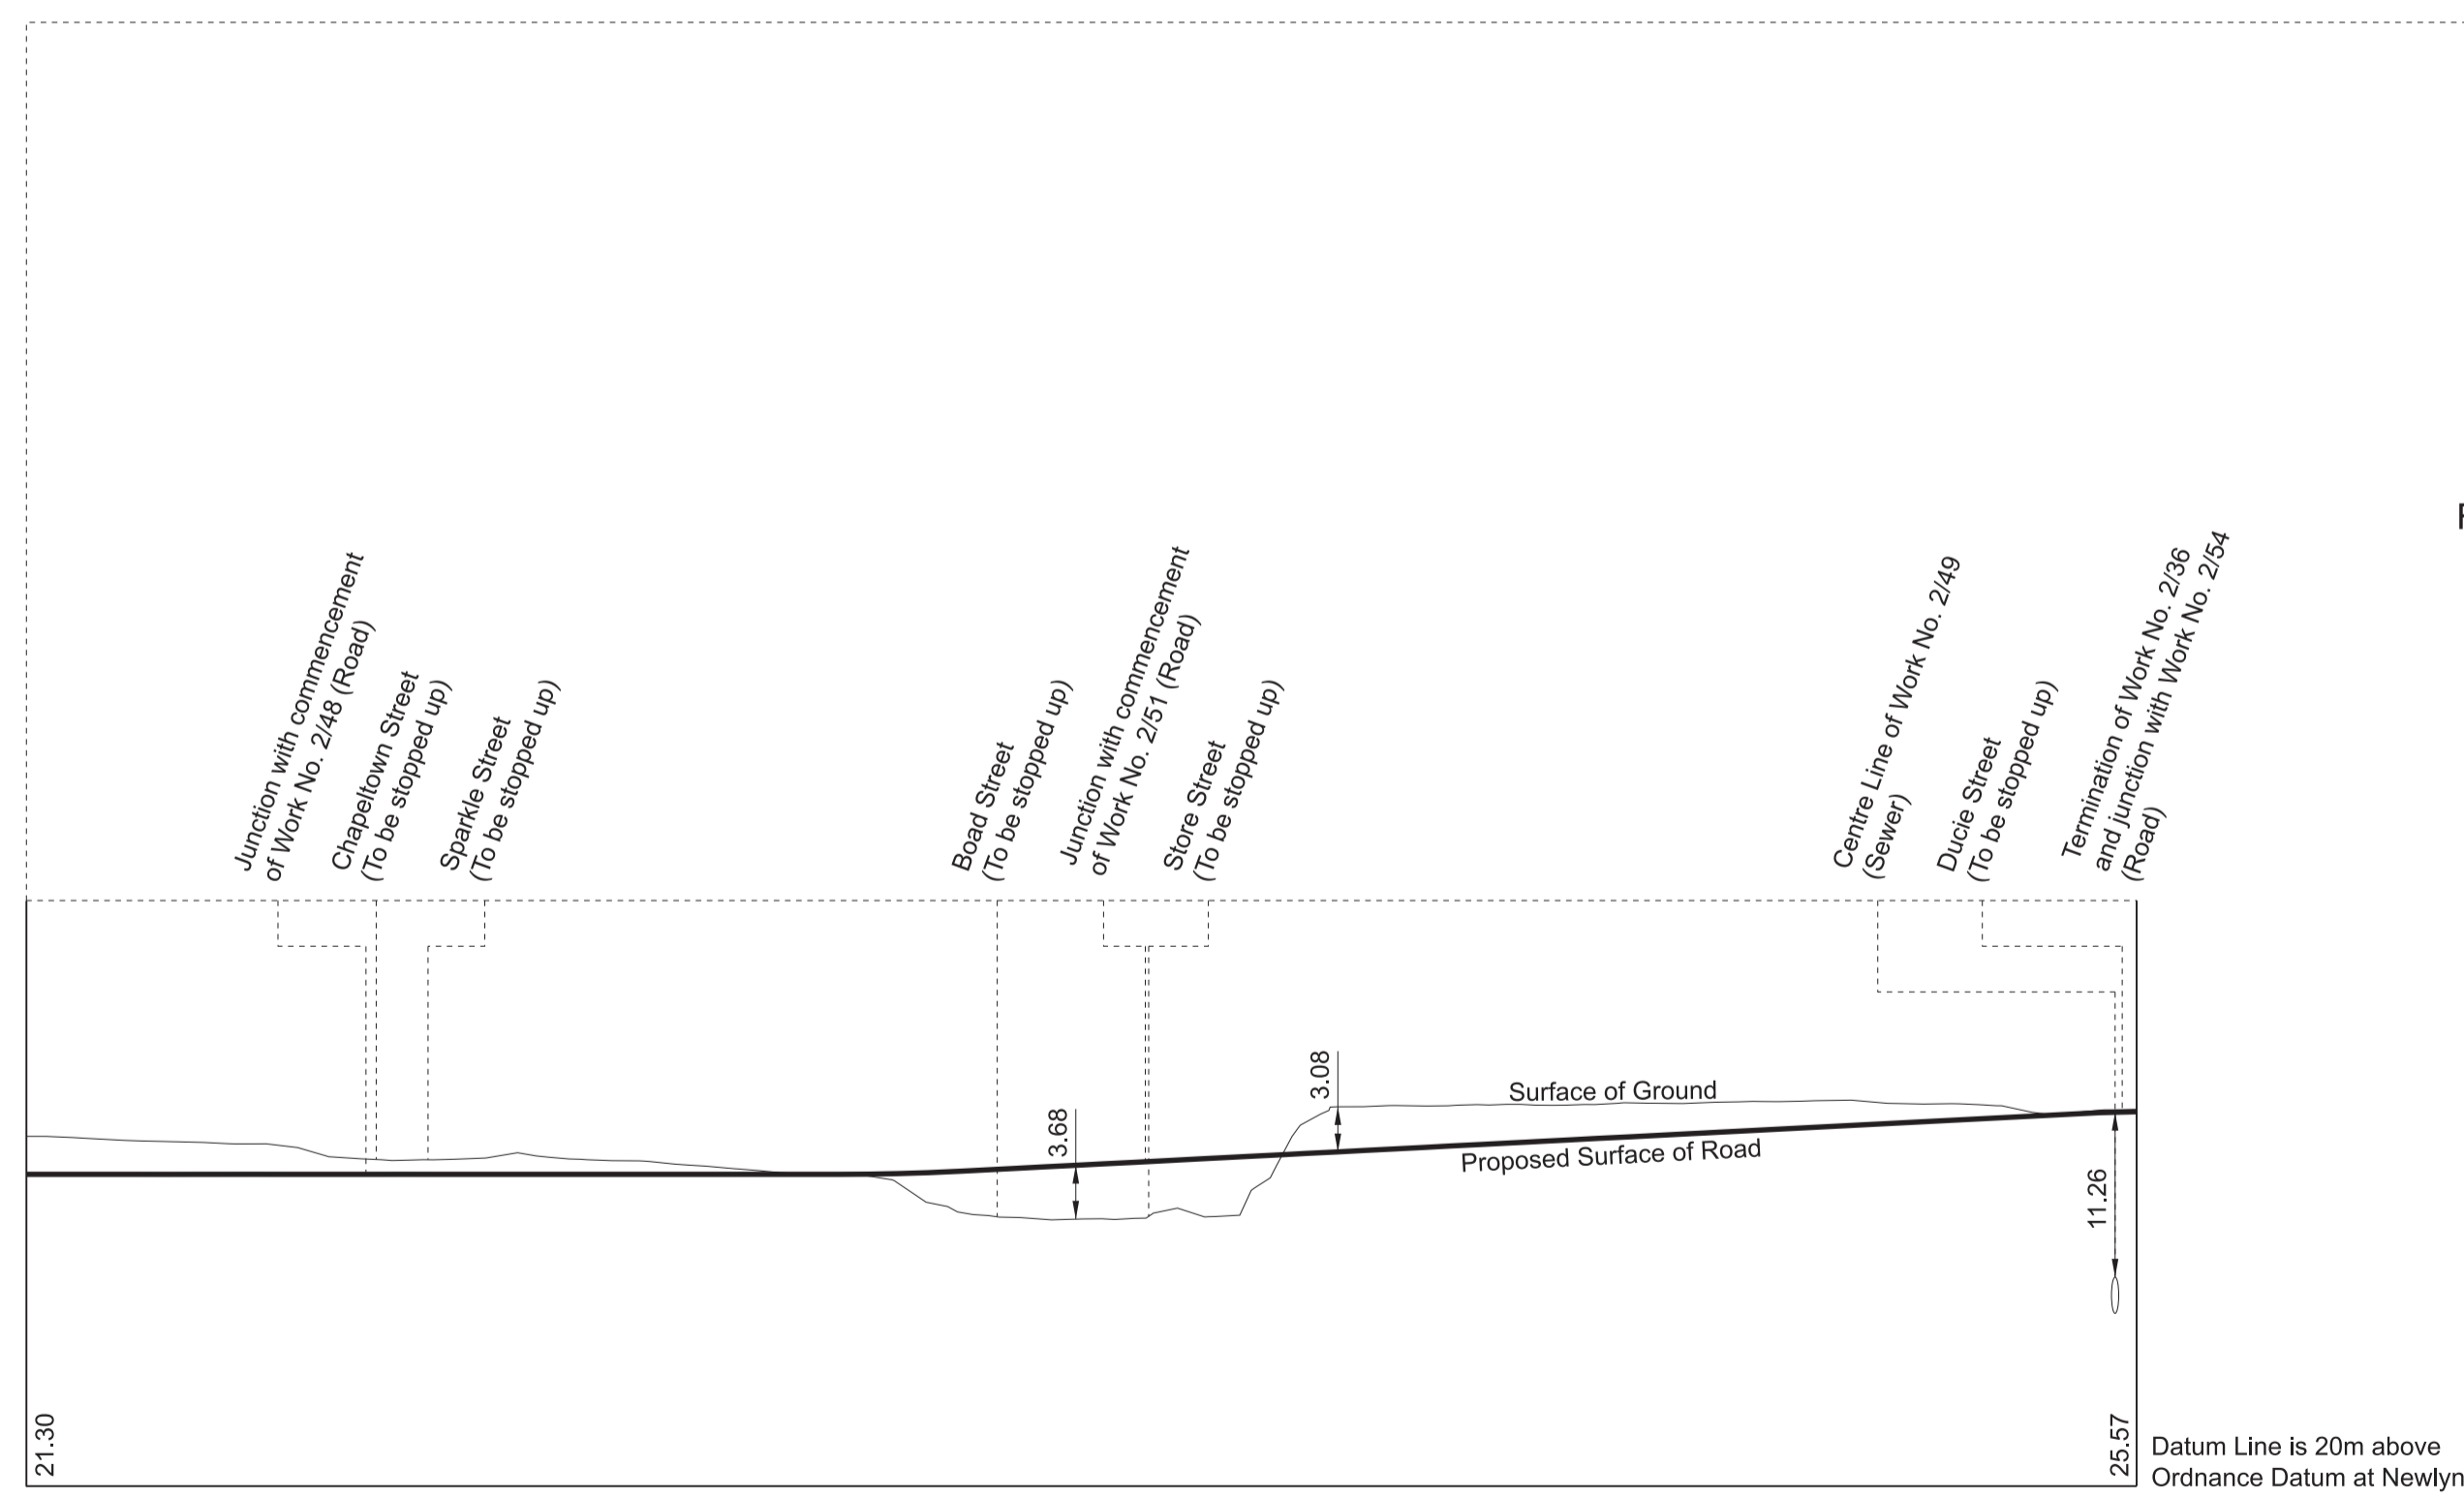 Junction with commencement
of Work No. 2/48 (Road)
Chapeltown Street
(To be stopped up)
Sparkle Street
(To be stopped up)
Boad Street
(To be stopped up)
Junction with commencement
of Work No. 2/51 (Road)
Store Street
(To be stopped up)
Centre Line of Work No. 2/49
(Sewer)
Ducie Street
(To be stopped up)
Termination of Work No. 2/36
and junction with Work No. 2/54
(Road)
3.68
3.08
Surface of Ground
Proposed Surface of Road
11.26
21.30
25.57
Datum Line is 20m above
Ordnance Datum at Newlyn